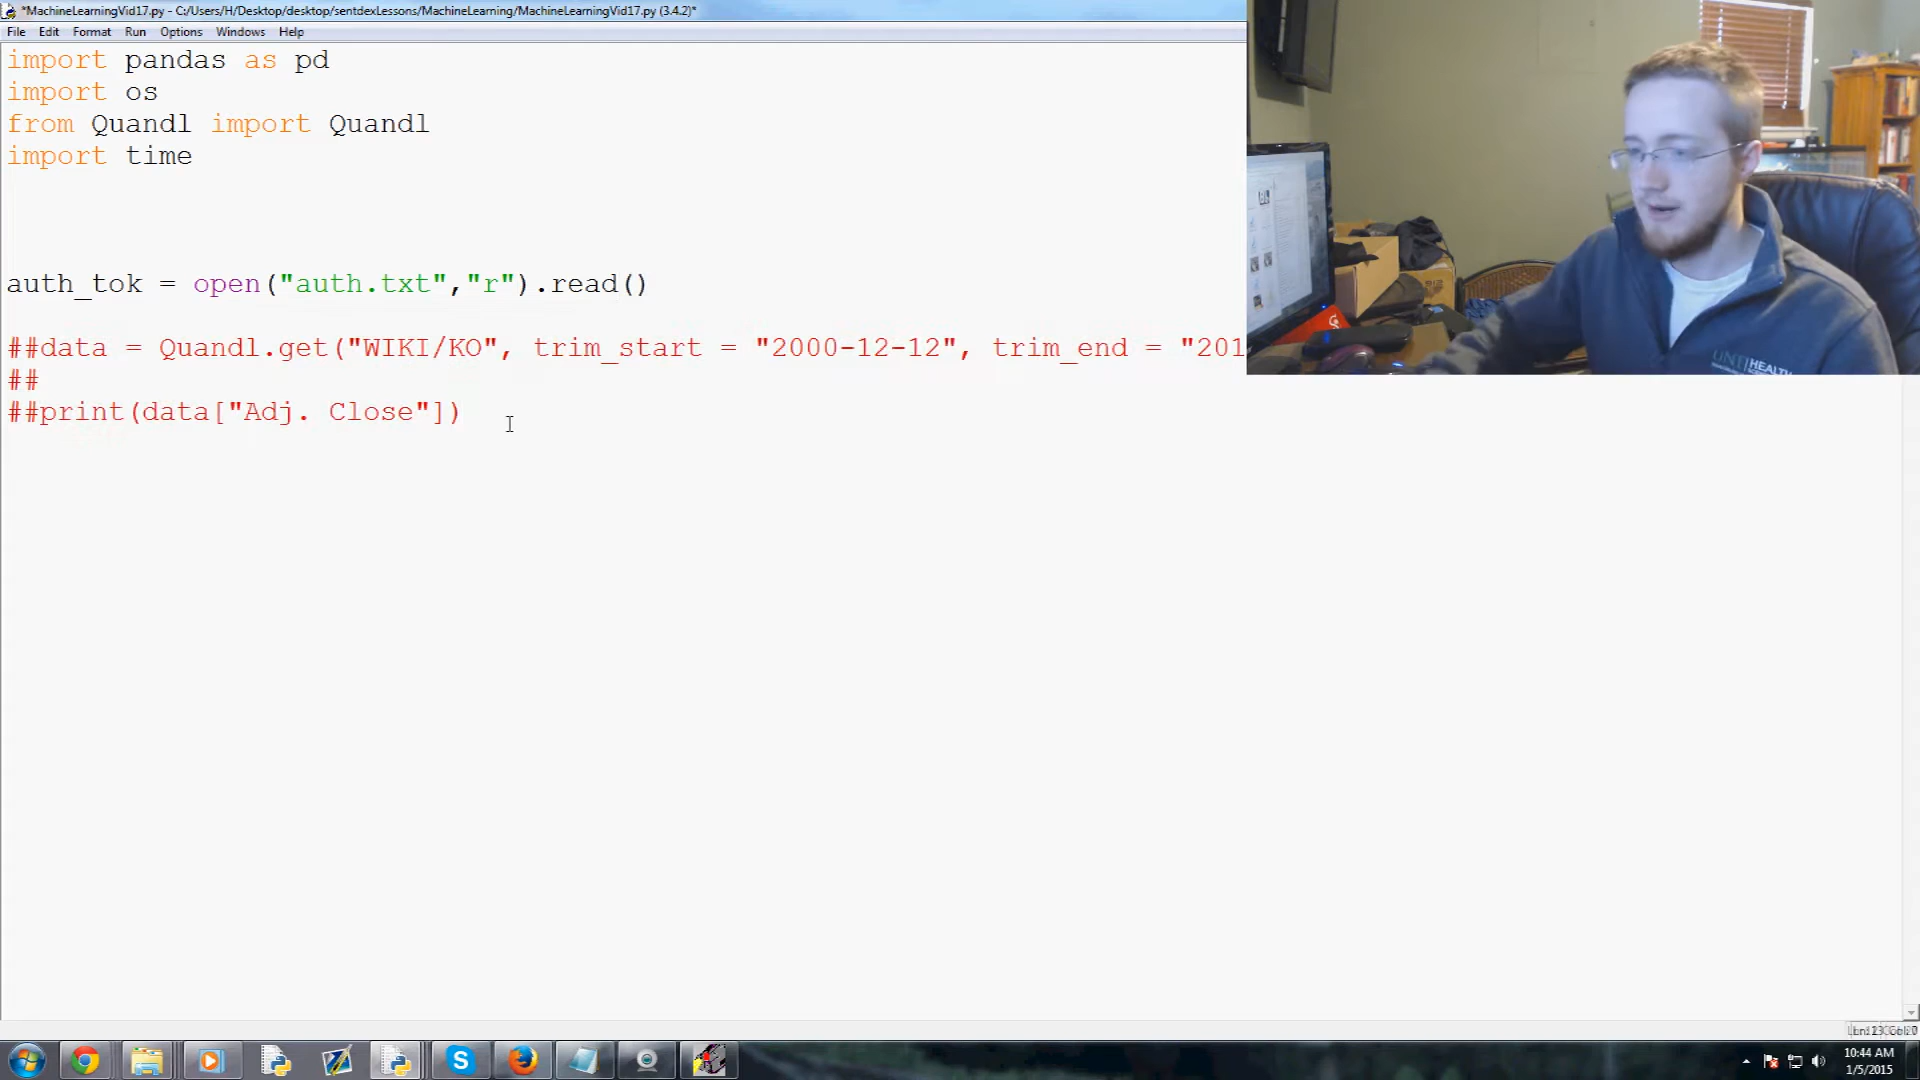 *MachineLearningVid17.py - C:/Users/H/Desktop/desktop/sentdexLessons/MachineLearning/MachineLearningVid17.py (3.4.2)*
File Edit Format Run Options Windows Help
import pandas as pd
import os
from Quandl import Quandl
import time
auth_tok = open("auth.txt","r").read()
##data = Quandl.get("WIKI/KO", trim_start = "2000-12-12", trim_end = "201
##
##print(data["Adj. Close"])
UNT HEALTH
10:44 AM
1/5/2015